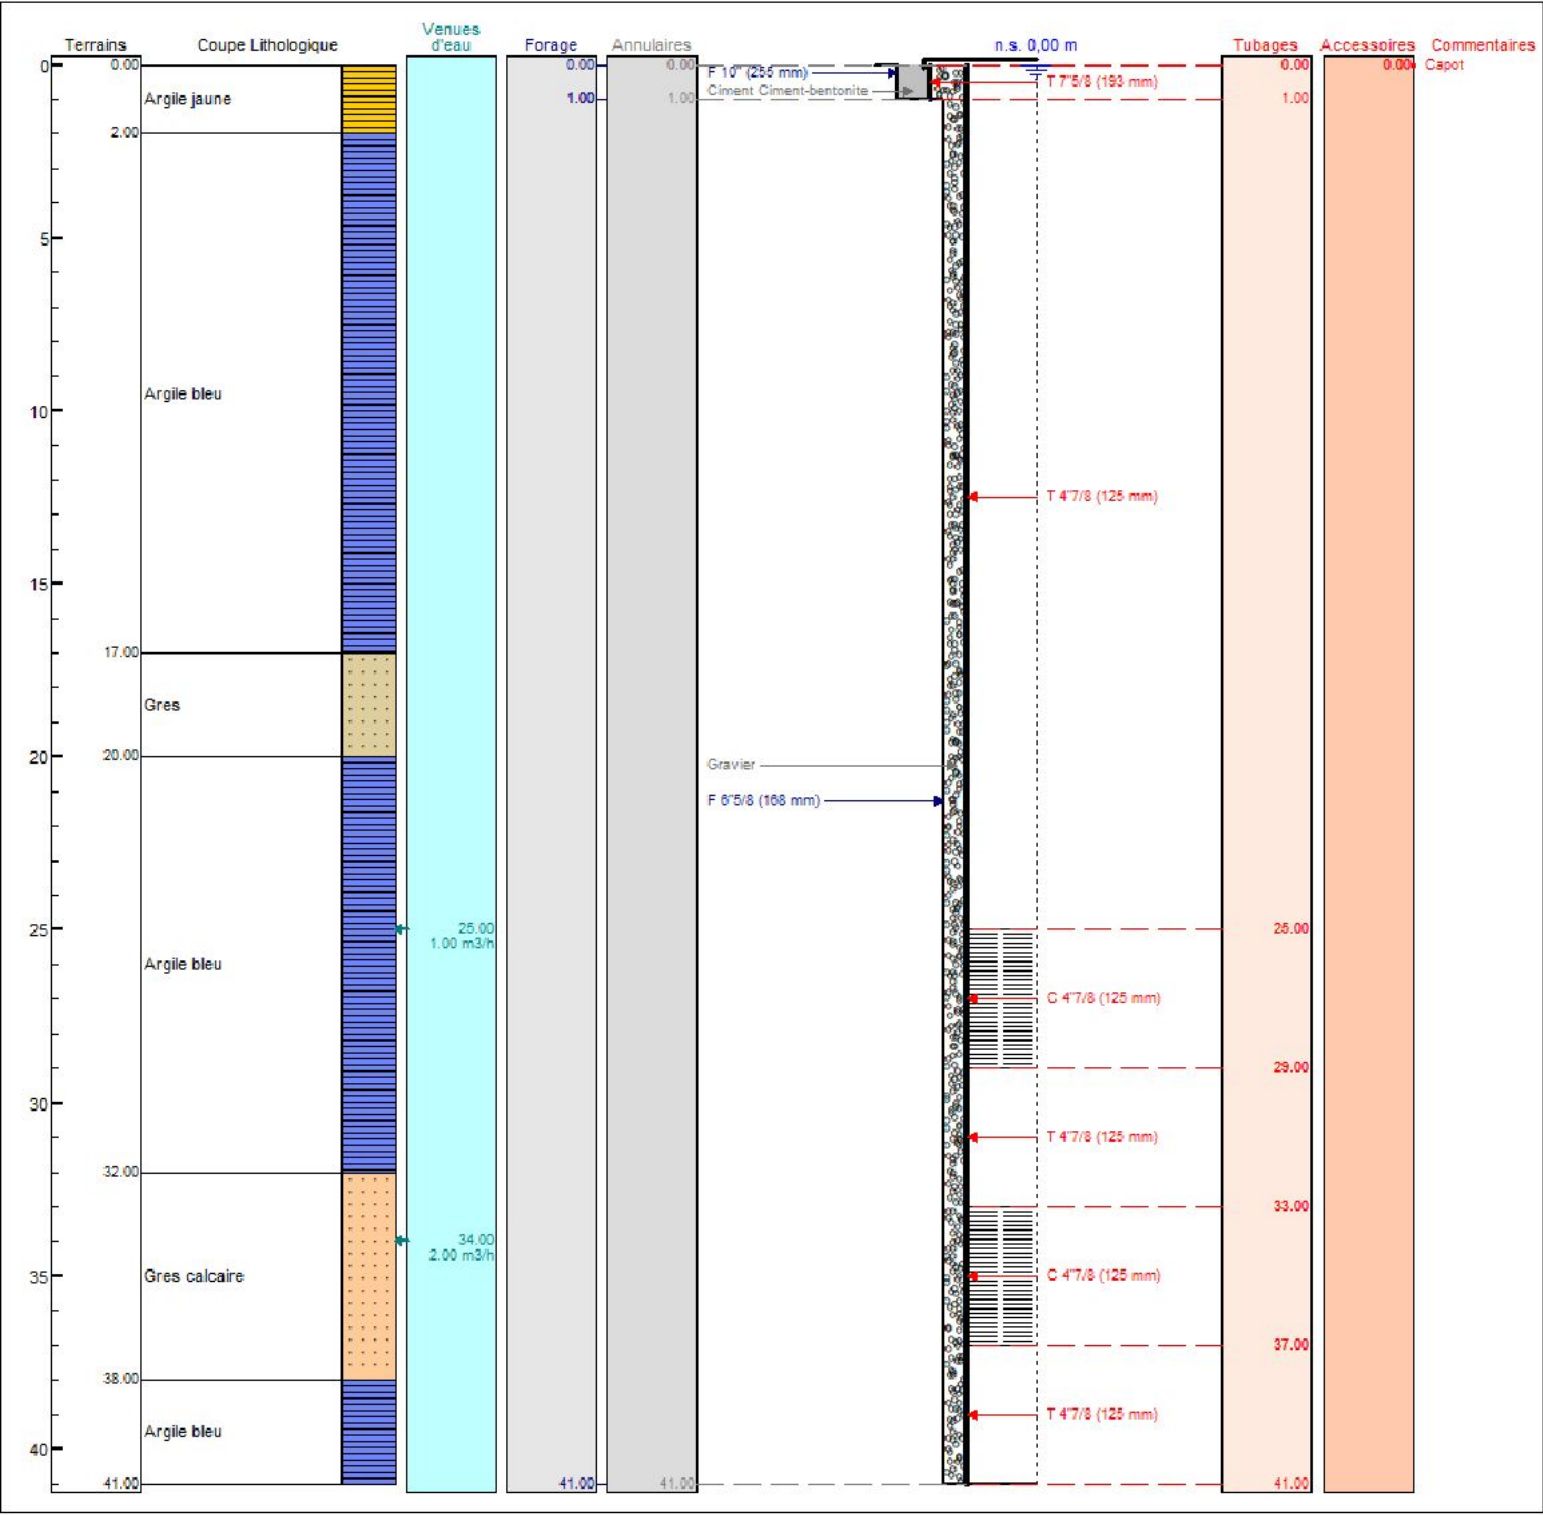 Terrains
Coupe Lithologique
Venues
d'eau
Forage
Annulaires
n.s. 0,00 m
Tubages
Accessoires
Commentaires
0
0.00
0.00
0.00
F 10" (255 mm)
T 7"5/8 (193 mm)
0.00
0.00
Capot
Argile jaune
1.00
1.00
Ciment Ciment-bentonite
1.00
2.00
5
Argile bleu
10
T 4"7/8 (125 mm)
15
17.00
Gres
20
20.00
Gravier
F 6"5/8 (168 mm)
25
25.00
1.00 m3/h
25.00
Argile bleu
C 4"7/8 (125 mm)
29.00
30
T 4"7/8 (125 mm)
32.00
33.00
34.00
2.00 m3/h
35
Gres calcaire
C 4"7/8 (125 mm)
37.00
38.00
T 4"7/8 (125 mm)
Argile bleu
40
41.00
41.00
41.00
41.00